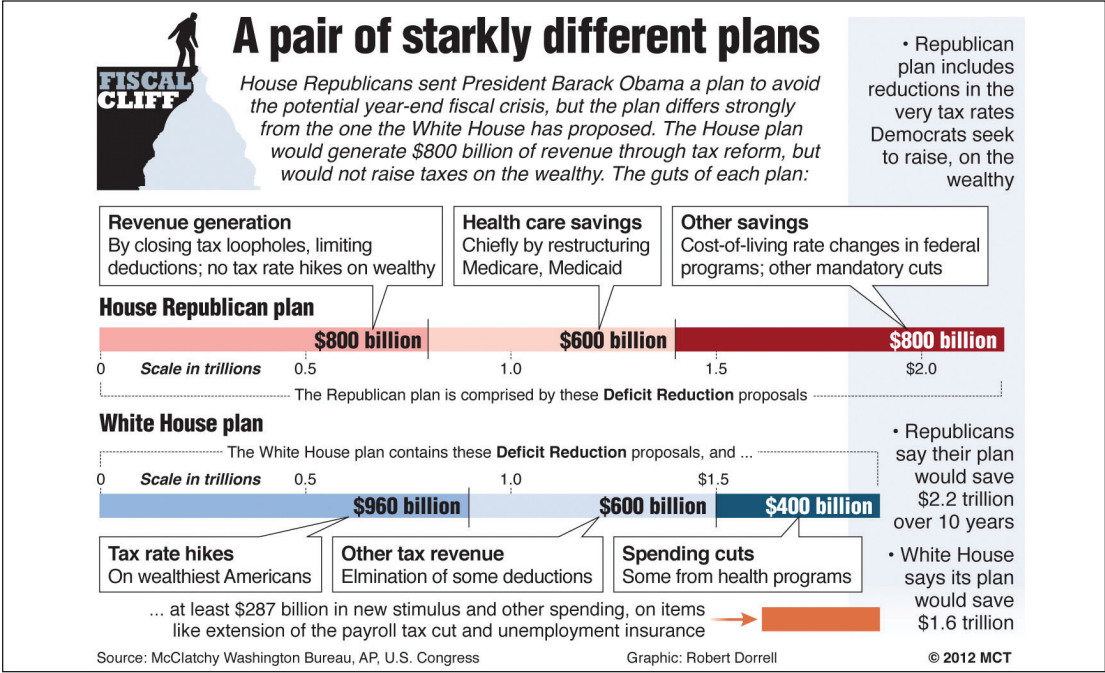 A pair of starkly different plans
FISCAL
CLIFF
House Republicans sent President Barack Obama a plan to avoid
the potential year-end fiscal crisis, but the plan differs strongly
from the one the White House has proposed. The House plan
would generate $800 billion of revenue through tax reform, but
would not raise taxes on the wealthy. The guts of each plan:
• Republican
plan includes
reductions in the
very tax rates
Democrats seek
to raise, on the
wealthy
Revenue generation
By closing tax loopholes, limiting
deductions; no tax rate hikes on wealthy
Health care savings
Chiefly by restructuring
Medicare, Medicaid
Other savings
Cost-of-living rate changes in federal
programs; other mandatory cuts
House Republican plan
$800 billion
$600 billion
$800 billion
0 Scale in trillions 0.5 1.0 1.5 $2.0
The Republican plan is comprised by these Deficit Reduction proposals
White House plan
The White House plan contains these Deficit Reduction proposals, and ...
0 Scale in trillions 0.5 1.0 $1.5
$960 billion
$600 billion
$400 billion
Tax rate hikes
On wealthiest Americans
Other tax revenue
Elmination of some deductions
Spending cuts
Some from health programs
... at least $287 billion in new stimulus and other spending, on items
like extension of the payroll tax cut and unemployment insurance
• Republicans
say their plan
would save
$2.2 trillion
over 10 years
• White House
says its plan
would save
$1.6 trillion
Source: McClatchy Washington Bureau, AP, U.S. Congress
Graphic: Robert Dorrell
© 2012 MCT